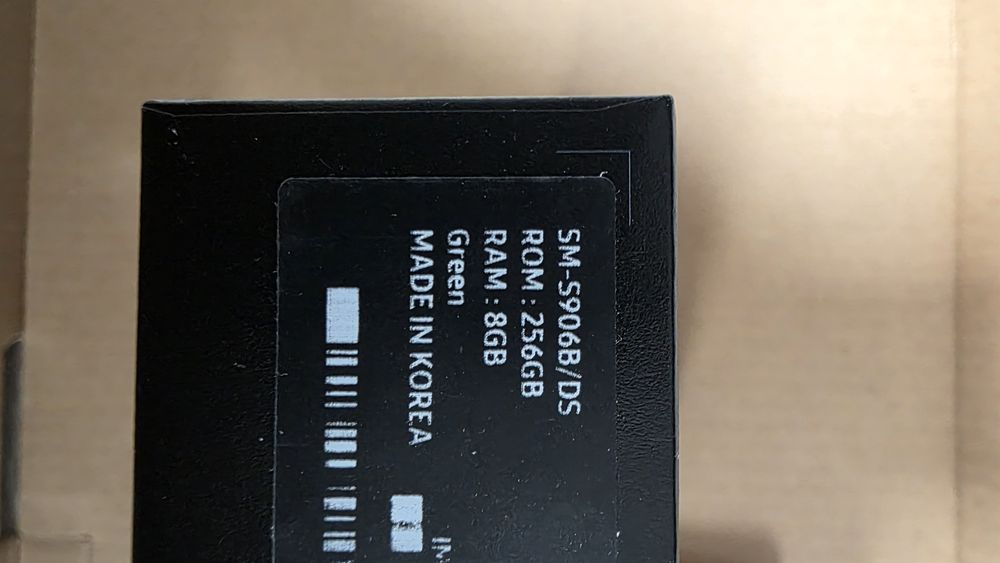 SM-S906B/DS
ROM : 256GB
RAM : 8GB
Green
MADE IN KOREA